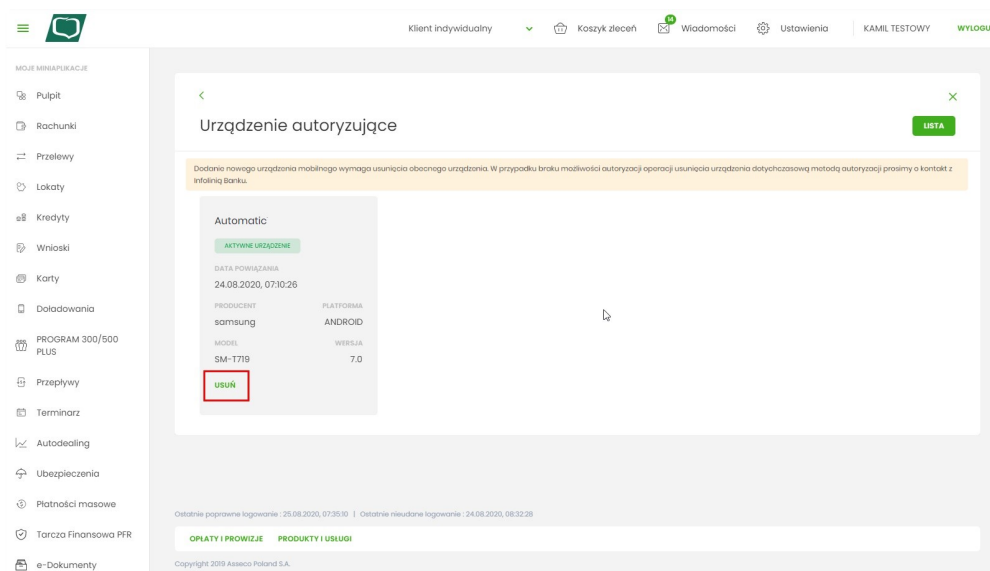 Klient indywidualny
Koszyk zleceń
14
Wiadomości
Ustawienia
KAMIL TESTOWY
WYLOGU
MOJE MINIAPLIKACJE
Pulpit
Rachunki
Przelewy
Lokaty
Kredyty
Wnioski
Karty
Doładowania
PROGRAM 300/500
PLUS
Przepływy
Terminarz
Autodealing
Ubezpieczenia
Płatności masowe
Tarcza Finansowa PFR
e-Dokumenty
Urządzenie autoryzujące
LISTA
Dodanie nowego urządzenia mobilnego wymaga usunięcia obecnego urządzenia. W przypadku braku możliwości autoryzacji operacji usunięcia urządzenia dotychczasową metodą autoryzacji prosimy o kontakt z
Infolinią Banku.
Automatic
AKTYWNE URZĄDZENIE
DATA POWIĄZANIA
24.08.2020, 07:10:26
PRODUCENT PLATFORMA
samsung ANDROID
MODEL WERSJA
SM-T719 7.0
USUŃ
Ostatnie poprawne logowanie : 25.08.2020, 07:35:10 | Ostatnie nieudane logowanie : 24.08.2020, 08:32:28
OPŁATY I PROWIZJE PRODUKTY I USŁUGI
Copyright 2019 Asseco Poland S.A.